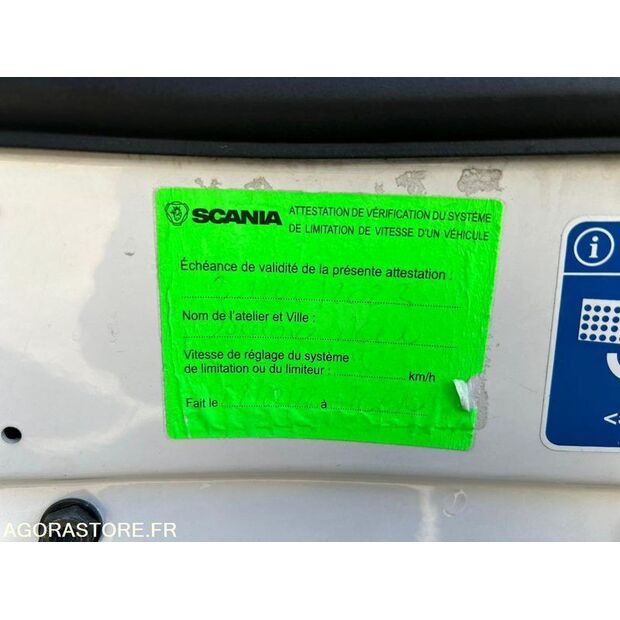 SCANIA
ATTESTATION DE VÉRIFICATION DU SYSTÈME
DE LIMITATION DE VITESSE D'UN VÉHICULE
Échéance de validité de la présente attestation :
Nom de l'atelier et Ville :
Vitesse de réglage du système
de limitation ou du limiteur : km/h
Fait le à
i
AGORASTORE.FR